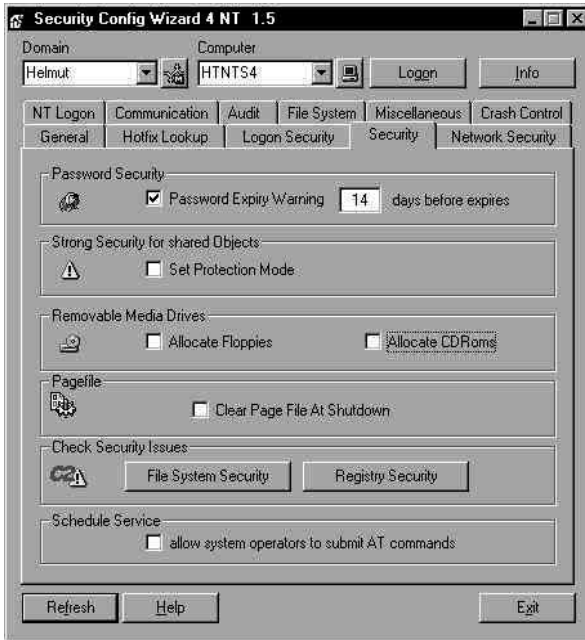 Security Config Wizard 4 NT 1.5
Domain
Computer
Helmut
HTNTS4
Logon
Info
NT Logon
Communication
Audit
File System
Miscellaneous
Crash Control
General
Hotfix Lookup
Logon Security
Security
Network Security
Password Security
Password Expiry Warning 14 days before expires
Strong Security for shared Objects
Set Protection Mode
Removable Media Drives
Allocate Floppies
Allocate CDRoms
Pagefile
Clear Page File At Shutdown
Check Security Issues
C2
File System Security
Registry Security
Schedule Service
allow system operators to submit AT commands
Refresh
Help
Exit